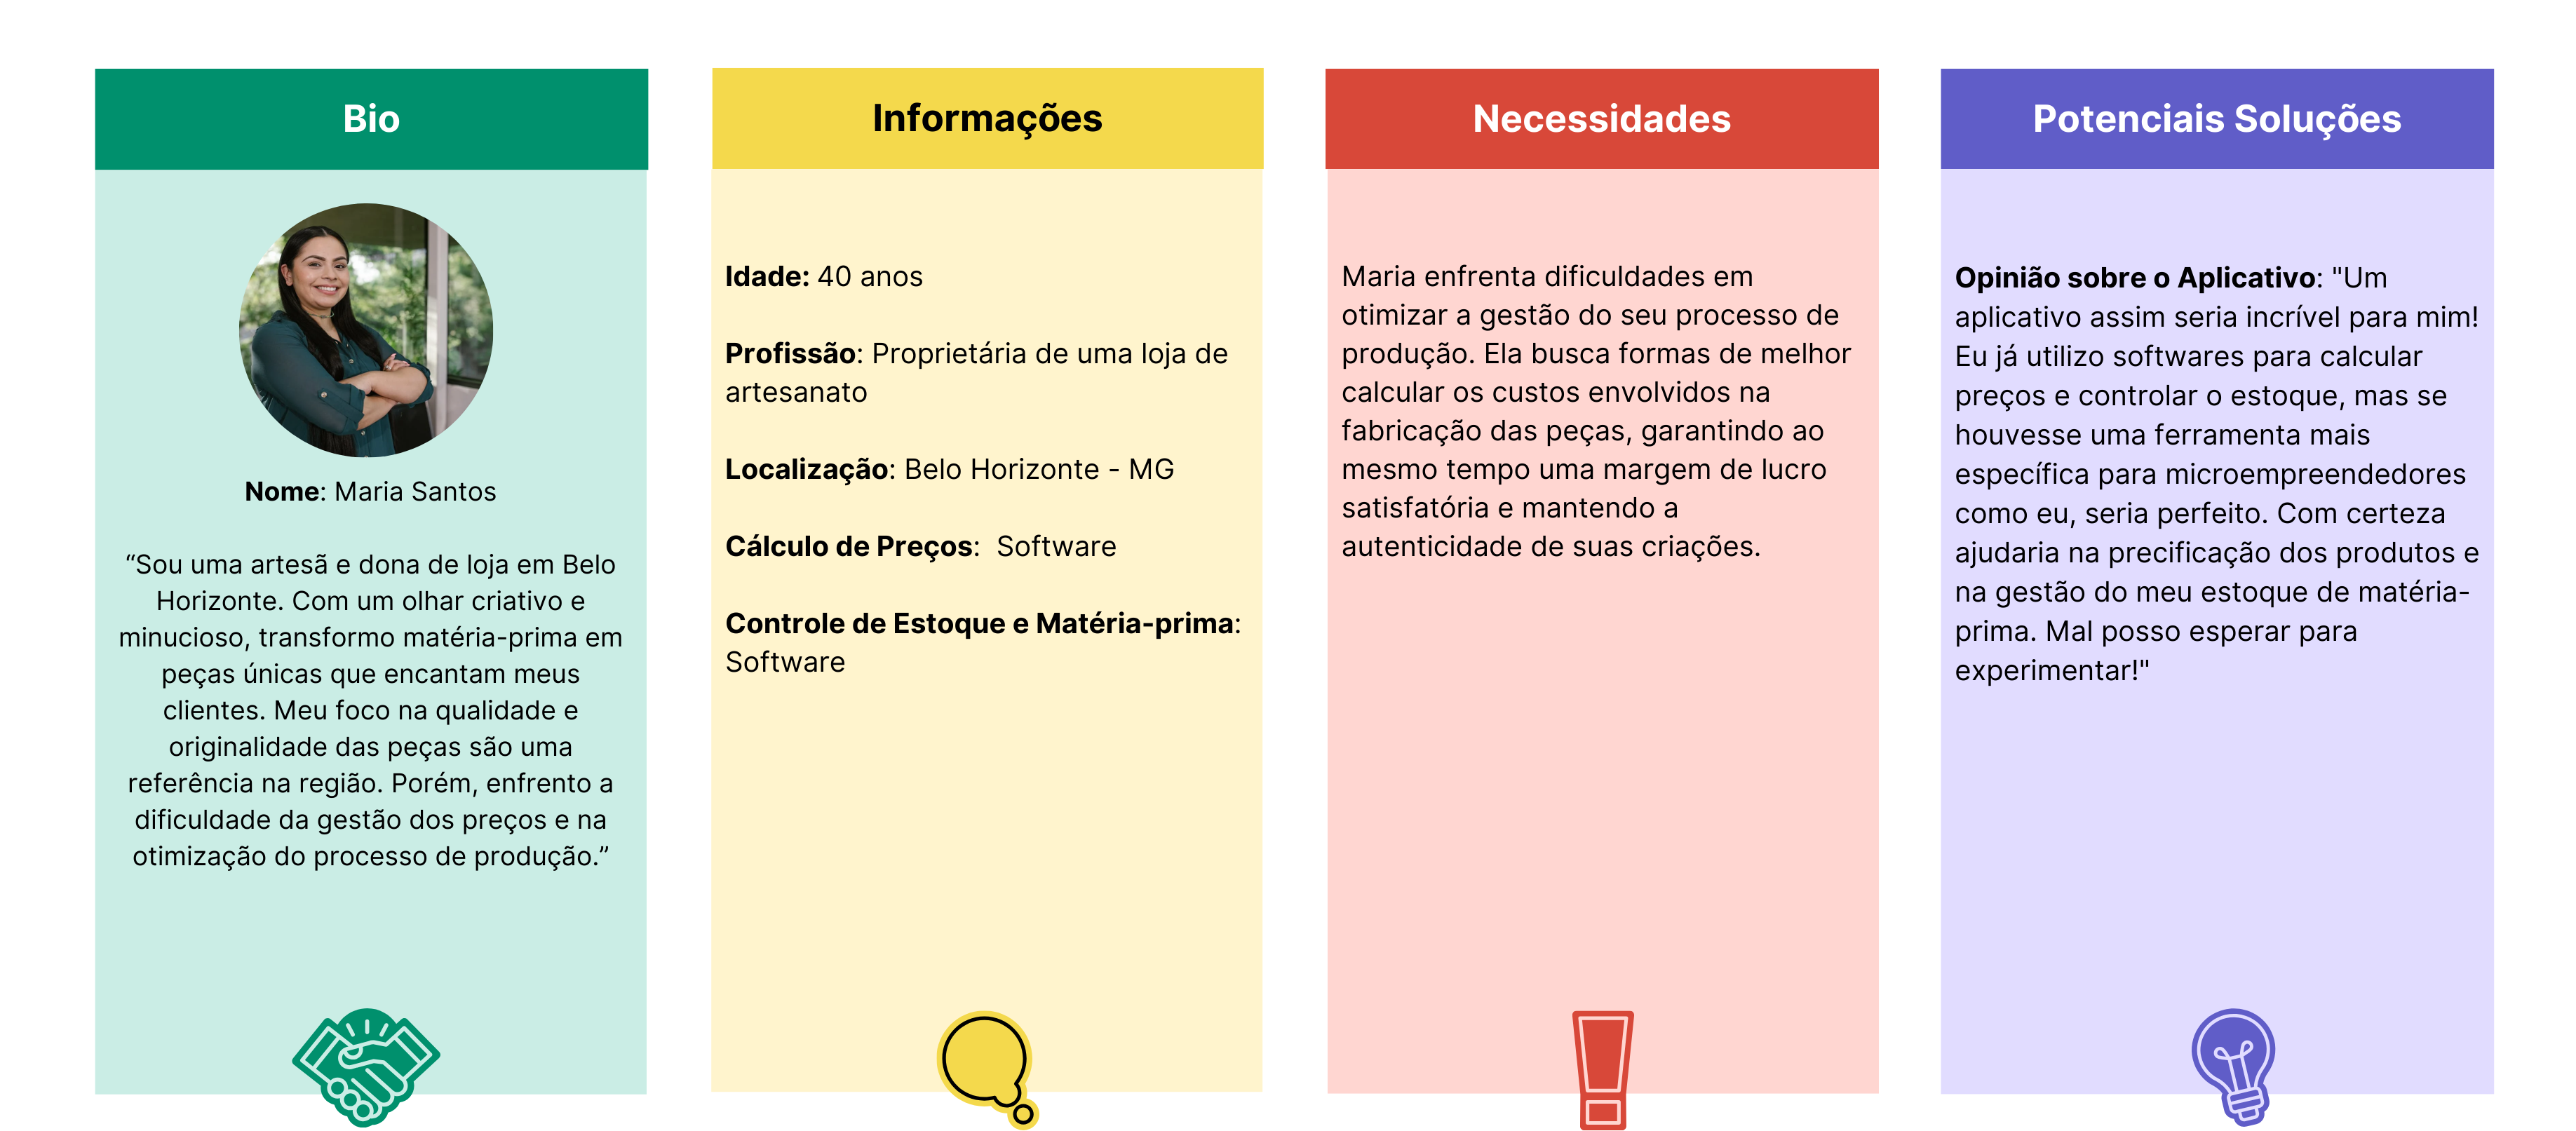 Bio
Nome: Maria Santos
“Sou uma artesã e dona de loja em Belo
Horizonte. Com um olhar criativo e
minucioso, transformo matéria-prima em
peças únicas que encantam meus
clientes. Meu foco na qualidade e
originalidade das peças são uma
referência na região. Porém, enfrento a
dificuldade da gestão dos preços e na
otimização do processo de produção.”
Informações
Idade: 40 anos
Profissão: Proprietária de uma loja de
artesanato
Localização: Belo Horizonte - MG
Cálculo de Preços:  Software
Controle de Estoque e Matéria-prima:
Software
Necessidades
Maria enfrenta dificuldades em
otimizar a gestão do seu processo de
produção. Ela busca formas de melhor
calcular os custos envolvidos na
fabricação das peças, garantindo ao
mesmo tempo uma margem de lucro
satisfatória e mantendo a
autenticidade de suas criações.
Potenciais Soluções
Opinião sobre o Aplicativo: "Um
aplicativo assim seria incrível para mim!
Eu já utilizo softwares para calcular
preços e controlar o estoque, mas se
houvesse uma ferramenta mais
específica para microempreendedores
como eu, seria perfeito. Com certeza
ajudaria na precificação dos produtos e
na gestão do meu estoque de matéria-
prima. Mal posso esperar para
experimentar!"